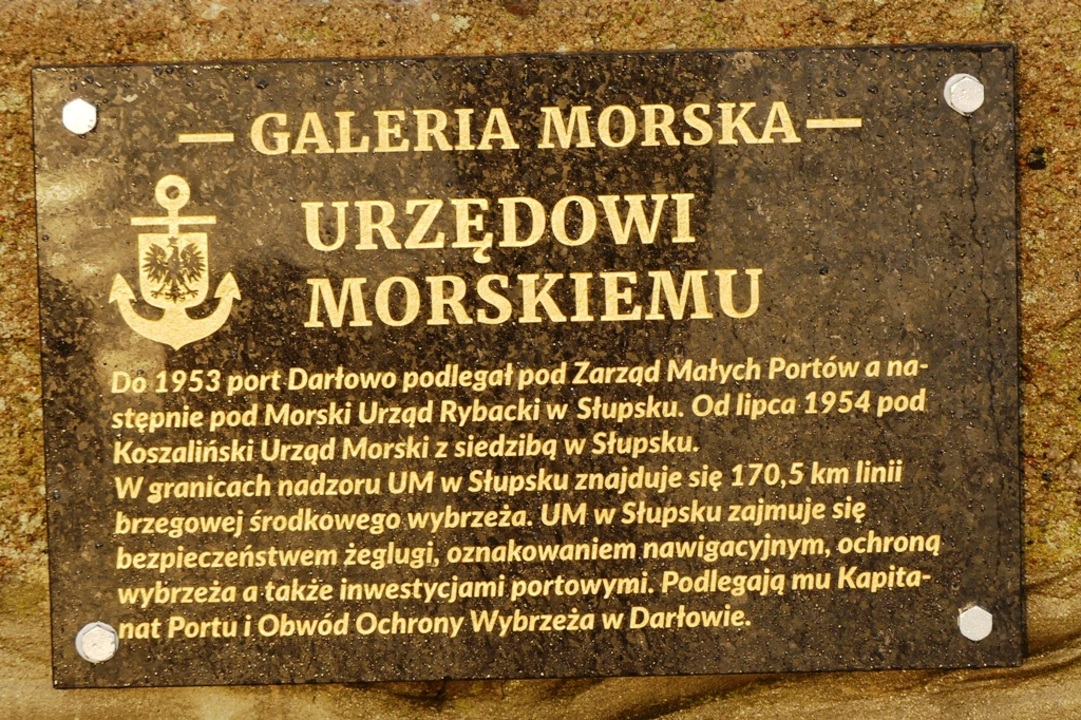 — GALERIA MORSKA —
URZĘDOWI
MORSKIEMU
Do 1953 port Darłowo podlegał pod Zarząd Małych Portów a na-
stępnie pod Morski Urząd Rybacki w Słupsku. Od lipca 1954 pod
Koszaliński Urząd Morski z siedzibą w Słupsku.
W granicach nadzoru UM w Słupsku znajduje się 170,5 km linii
brzegowej środkowego wybrzeża. UM w Słupsku zajmuje się
bezpieczeństwem żeglugi, oznakowaniem nawigacyjnym, ochroną
wybrzeża a także inwestycjami portowymi. Podlegają mu Kapita-
nat Portu i Obwód Ochrony Wybrzeża w Darłowie.